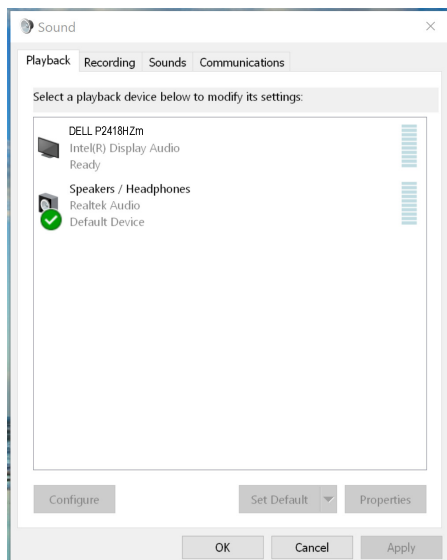 Sound
Playback
Recording
Sounds
Communications
Select a playback device below to modify its settings:
DELL P2418HZm
Intel(R) Display Audio
Ready
Speakers / Headphones
Realtek Audio
Default Device
Configure
Set Default
Properties
OK
Cancel
Apply